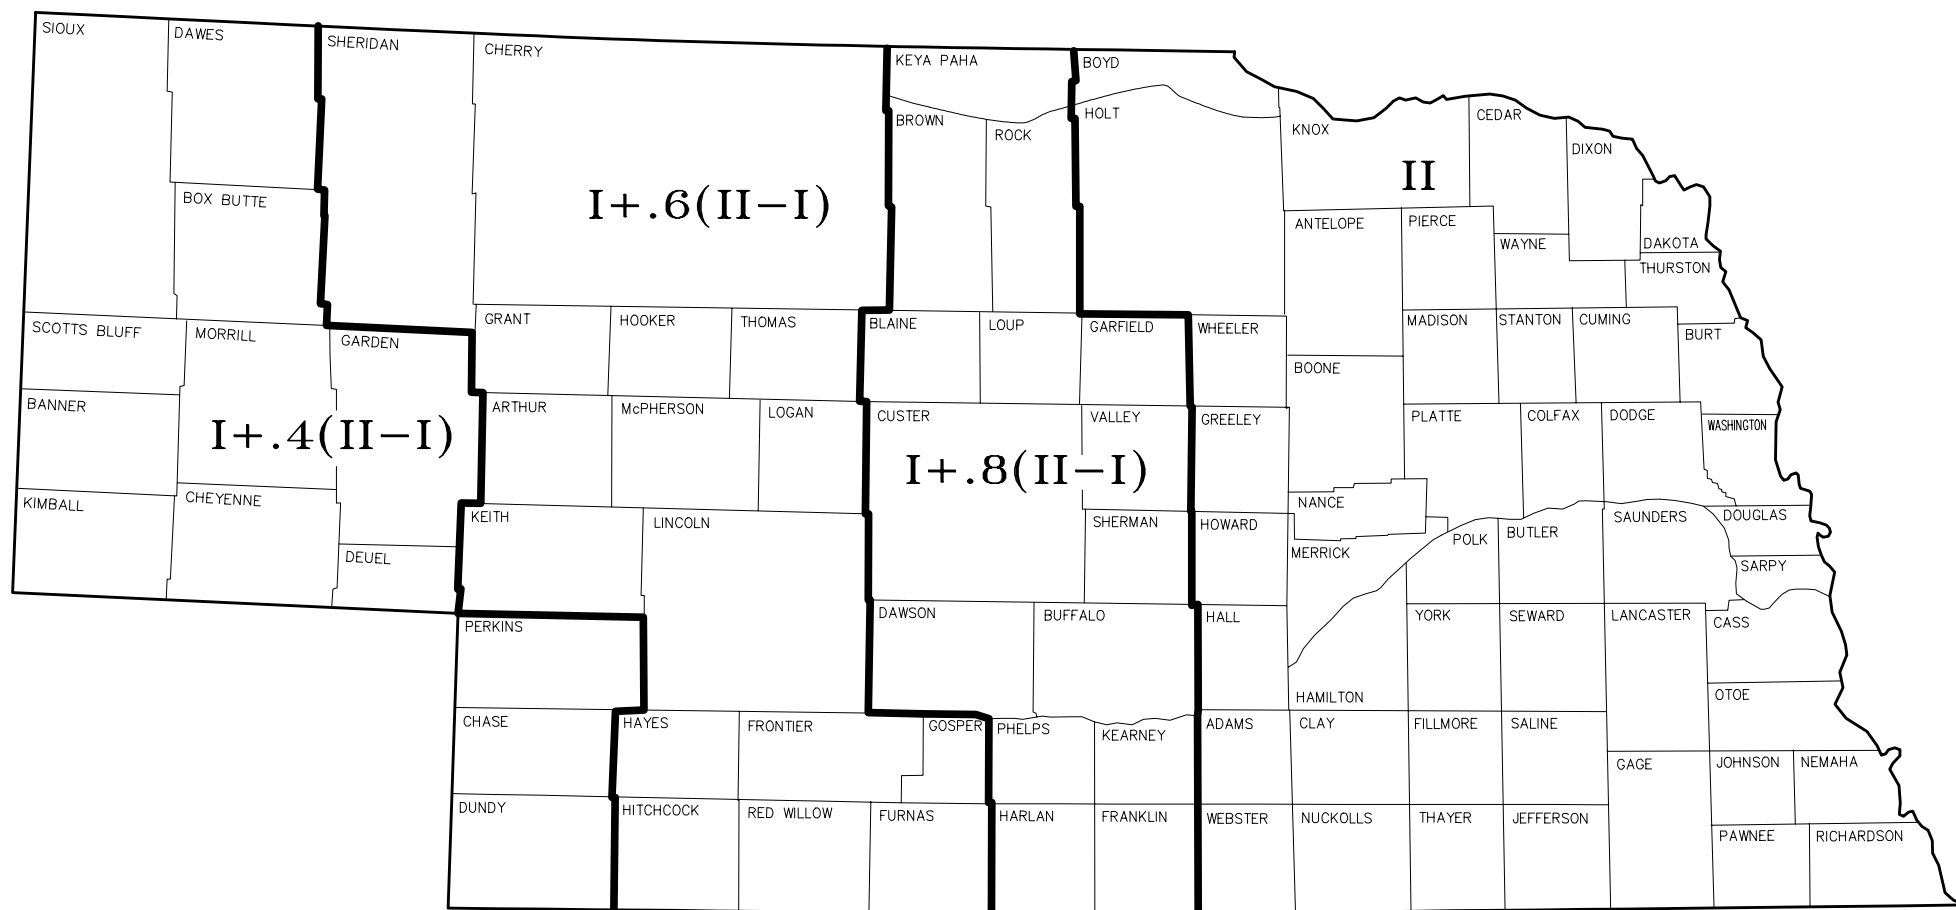 SIOUX
DAWES
SHERIDAN
CHERRY
KEYA PAHA
BOYD
HOLT
BROWN
ROCK
KNOX
CEDAR
DIXON
II
I+.6(II-I)
BOX BUTTE
ANTELOPE
PIERCE
WAYNE
DAKOTA
THURSTON
SCOTTS BLUFF
MORRILL
GARDEN
GRANT
HOOKER
THOMAS
BLAINE
LOUP
GARFIELD
WHEELER
MADISON
STANTON
CUMING
BURT
BOONE
BANNER
ARTHUR
McPHERSON
LOGAN
CUSTER
VALLEY
GREELEY
PLATTE
COLFAX
DODGE
WASHINGTON
I+.4(II-I)
I+.8(II-I)
KIMBALL
CHEYENNE
KEITH
LINCOLN
SHERMAN
HOWARD
NANCE
MERRICK
POLK
BUTLER
SAUNDERS
DOUGLAS
SARPY
DEUEL
PERKINS
DAWSON
BUFFALO
HALL
HAMILTON
YORK
SEWARD
LANCASTER
CASS
OTOE
CHASE
HAYES
FRONTIER
GOSPER
PHELPS
KEARNEY
ADAMS
CLAY
FILLMORE
SALINE
GAGE
JOHNSON
NEMAHA
DUNDY
HITCHCOCK
RED WILLOW
FURNAS
HARLAN
FRANKLIN
WEBSTER
NUCKOLLS
THAYER
JEFFERSON
PAWNEE
RICHARDSON